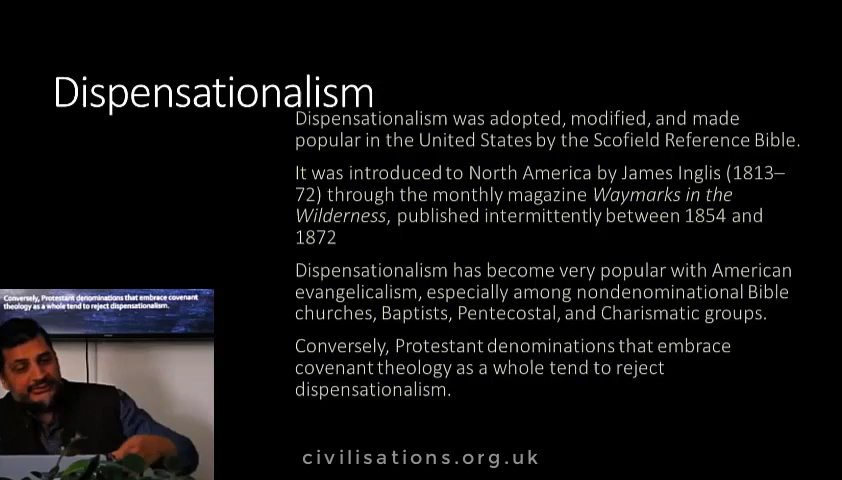 Dispensationalism
Dispensationalism was adopted, modified, and made
popular in the United States by the Scofield Reference Bible.
It was introduced to North America by James Inglis (1813–
72) through the monthly magazine Waymarks in the
Wilderness, published intermittently between 1854 and
1872
Dispensationalism has become very popular with American
evangelicalism, especially among nondenominational Bible
churches, Baptists, Pentecostal, and Charismatic groups.
Conversely, Protestant denominations that embrace
covenant theology as a whole tend to reject
dispensationalism.
Conversely, Protestant denominations that embrace covenant
theology as a whole tend to reject dispensationalism.
civilisations.org.uk